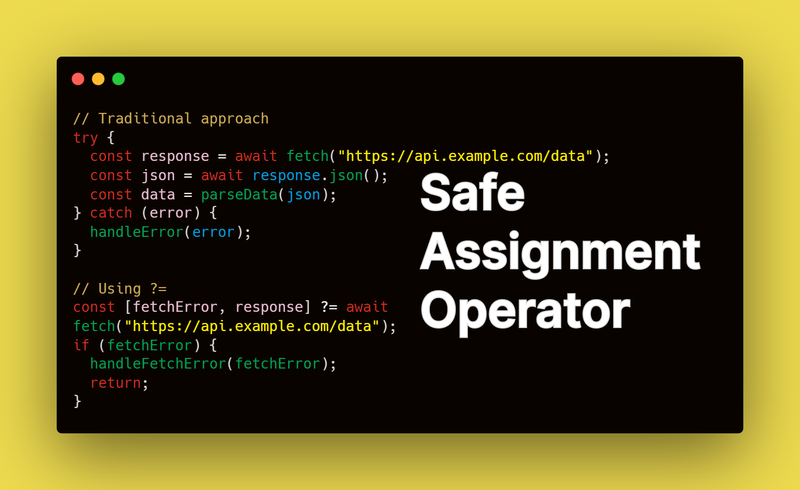 // Traditional approach
try {
  const response = await fetch("https://api.example.com/data");
  const json = await response.json();
  const data = parseData(json);
} catch (error) {
  handleError(error);
}
// Using ?=
const [fetchError, response] ?= await
fetch("https://api.example.com/data");
if (fetchError) {
  handleFetchError(fetchError);
  return;
}
Safe
Assignment
Operator